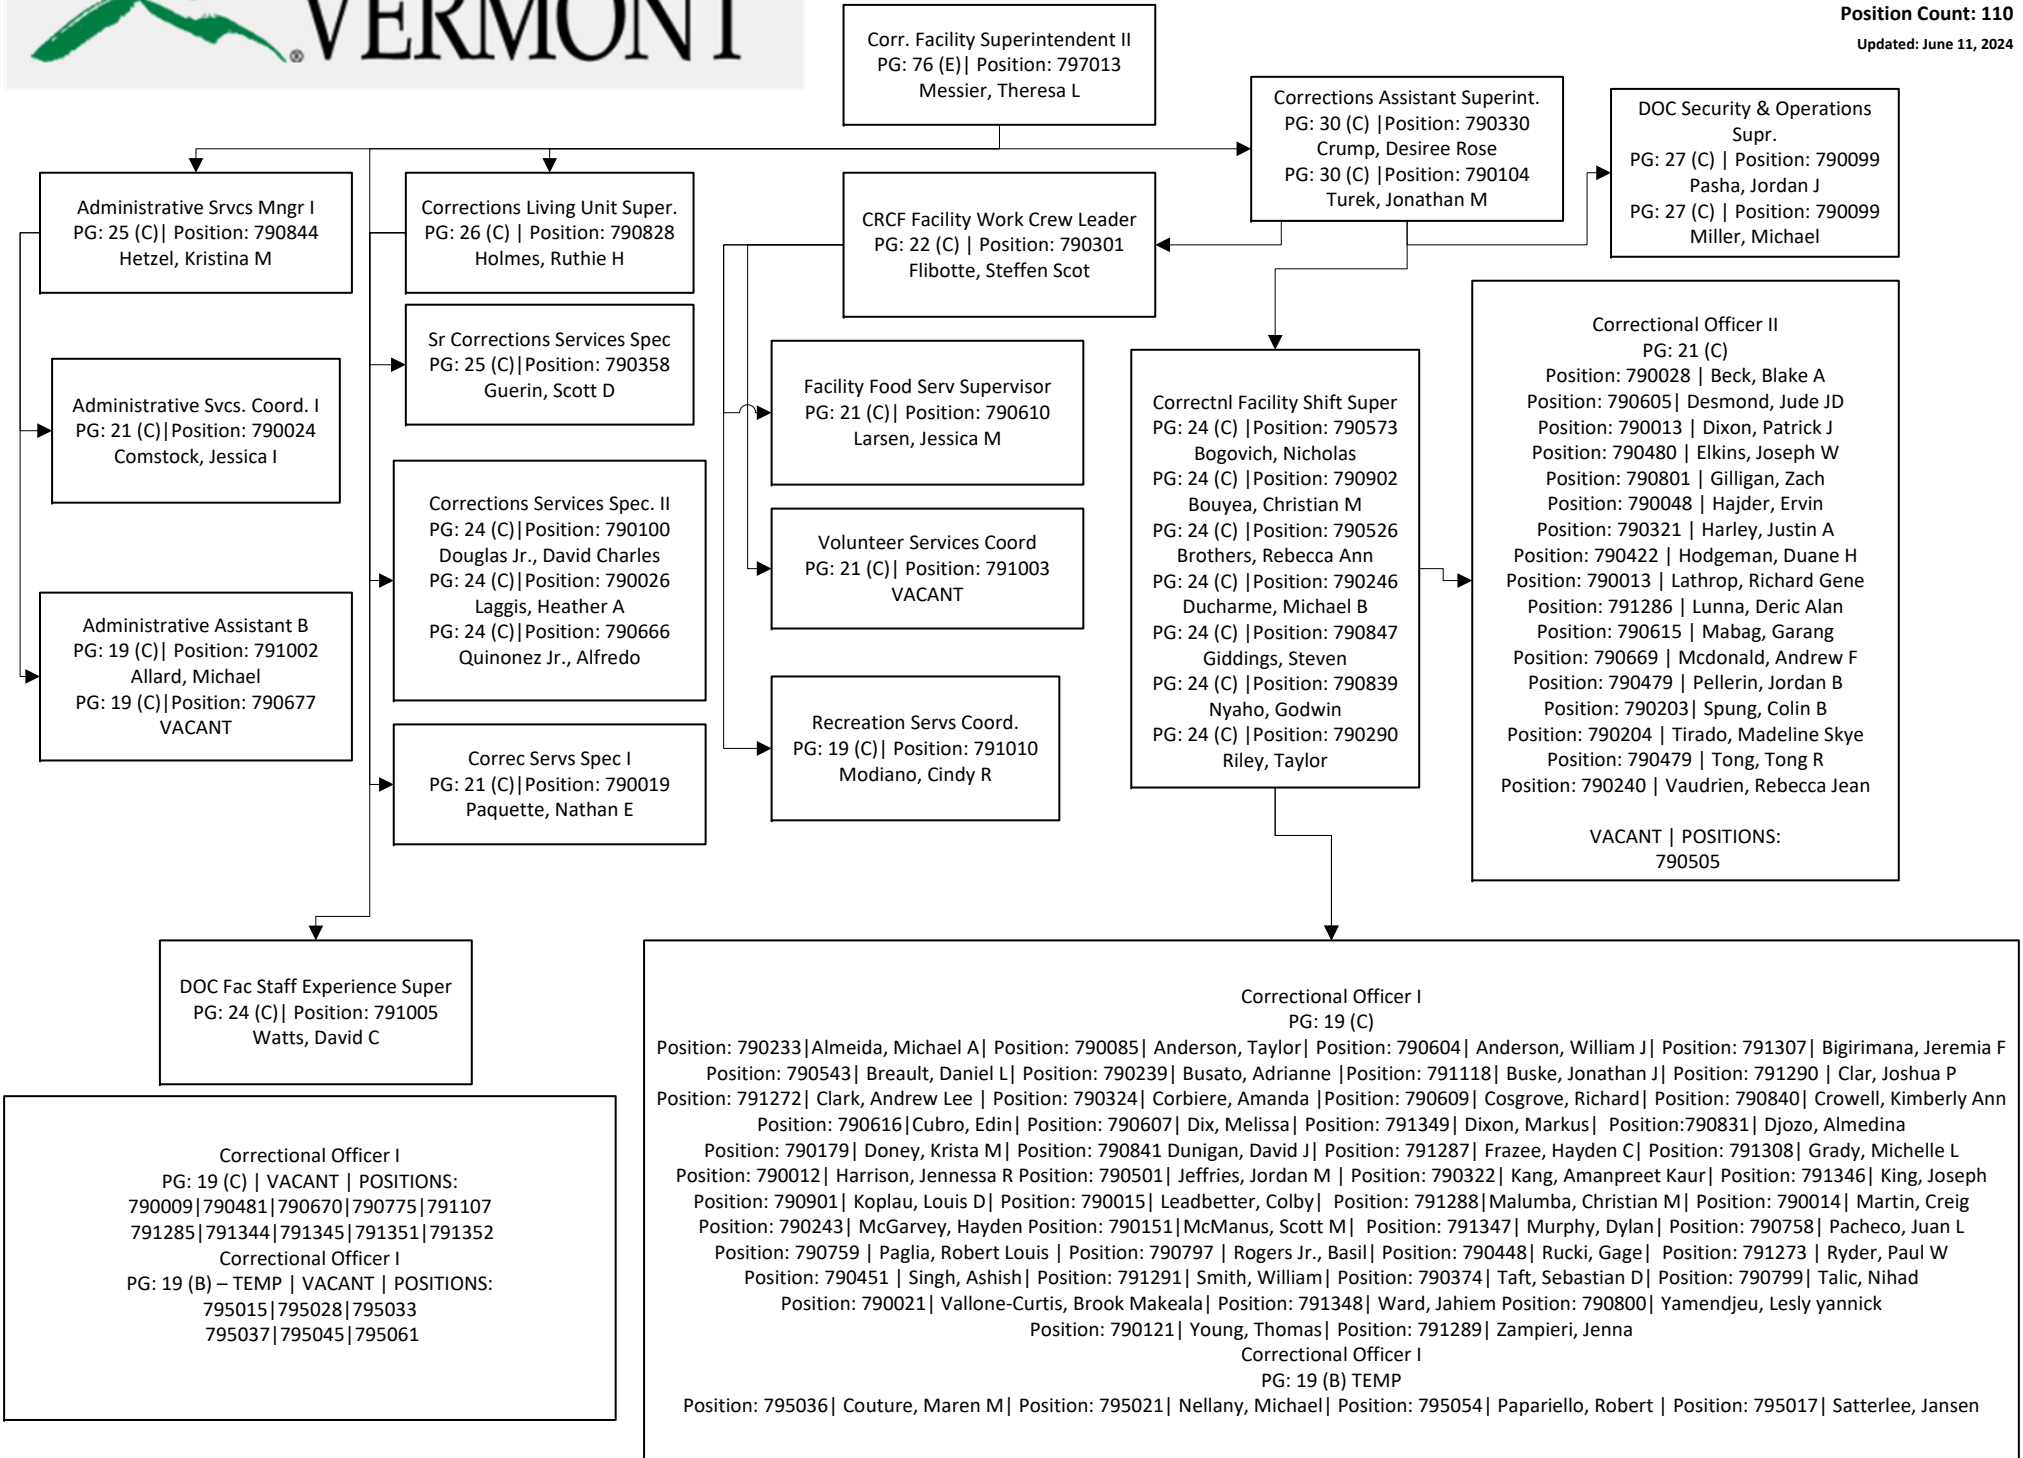 VERMONT
®
Position Count: 110
Updated: June 11, 2024
Corr. Facility Superintendent II
PG: 76 (E)| Position: 797013
Messier, Theresa L
Corrections Assistant Superint.
PG: 30 (C) |Position: 790330
Crump, Desiree Rose
PG: 30 (C) |Position: 790104
Turek, Jonathan M
DOC Security & Operations
Supr.
PG: 27 (C) | Position: 790099
Pasha, Jordan J
PG: 27 (C) | Position: 790099
Miller, Michael
Administrative Srvcs Mngr I
PG: 25 (C)| Position: 790844
Hetzel, Kristina M
Corrections Living Unit Super.
PG: 26 (C) | Position: 790828
Holmes, Ruthie H
CRCF Facility Work Crew Leader
PG: 22 (C) | Position: 790301
Flibotte, Steffen Scot
Administrative Svcs. Coord. I
PG: 21 (C)|Position: 790024
Comstock, Jessica I
Sr Corrections Services Spec
PG: 25 (C)|Position: 790358
Guerin, Scott D
Facility Food Serv Supervisor
PG: 21 (C)| Position: 790610
Larsen, Jessica M
Correctnl Facility Shift Super
PG: 24 (C) |Position: 790573
Bogovich, Nicholas
PG: 24 (C) |Position: 790902
Bouyea, Christian M
PG: 24 (C) |Position: 790526
Brothers, Rebecca Ann
PG: 24 (C) |Position: 790246
Ducharme, Michael B
PG: 24 (C) |Position: 790847
Giddings, Steven
PG: 24 (C) |Position: 790839
Nyaho, Godwin
PG: 24 (C) |Position: 790290
Riley, Taylor
Correctional Officer II
PG: 21 (C)
Position: 790028 | Beck, Blake A
Position: 790605| Desmond, Jude JD
Position: 790013 | Dixon, Patrick J
Position: 790480 | Elkins, Joseph W
Position: 790801 | Gilligan, Zach
Position: 790048 | Hajder, Ervin
Position: 790321 | Harley, Justin A
Position: 790422 | Hodgeman, Duane H
Position: 790013 | Lathrop, Richard Gene
Position: 791286 | Lunna, Deric Alan
Position: 790615 | Mabag, Garang
Position: 790669 | Mcdonald, Andrew F
Position: 790479 | Pellerin, Jordan B
Position: 790203| Spung, Colin B
Position: 790204 | Tirado, Madeline Skye
Position: 790479 | Tong, Tong R
Position: 790240 | Vaudrien, Rebecca Jean
VACANT | POSITIONS:
790505
Corrections Services Spec. II
PG: 24 (C)|Position: 790100
Douglas Jr., David Charles
PG: 24 (C)|Position: 790026
Laggis, Heather A
PG: 24 (C)|Position: 790666
Quinonez Jr., Alfredo
Volunteer Services Coord
PG: 21 (C)| Position: 791003
VACANT
Administrative Assistant B
PG: 19 (C)| Position: 791002
Allard, Michael
PG: 19 (C)|Position: 790677
VACANT
Correc Servs Spec I
PG: 21 (C)|Position: 790019
Paquette, Nathan E
Recreation Servs Coord.
PG: 19 (C)| Position: 791010
Modiano, Cindy R
DOC Fac Staff Experience Super
PG: 24 (C)| Position: 791005
Watts, David C
Correctional Officer I
PG: 19 (C) | VACANT | POSITIONS:
790009|790481|790670|790775|791107
791285|791344|791345|791351|791352
Correctional Officer I
PG: 19 (B) – TEMP | VACANT | POSITIONS:
795015|795028|795033
795037|795045|795061
Correctional Officer I
PG: 19 (C)
Position: 790233|Almeida, Michael A| Position: 790085| Anderson, Taylor| Position: 790604| Anderson, William J| Position: 791307| Bigirimana, Jeremia F
Position: 790543| Breault, Daniel L| Position: 790239| Busato, Adrianne |Position: 791118| Buske, Jonathan J| Position: 791290 | Clar, Joshua P
Position: 791272| Clark, Andrew Lee | Position: 790324| Corbiere, Amanda |Position: 790609| Cosgrove, Richard| Position: 790840| Crowell, Kimberly Ann
Position: 790616|Cubro, Edin| Position: 790607| Dix, Melissa| Position: 791349| Dixon, Markus| Position:790831| Djozo, Almedina
Position: 790179| Doney, Krista M| Position: 790841 Dunigan, David J| Position: 791287| Frazee, Hayden C| Position: 791308| Grady, Michelle L
Position: 790012| Harrison, Jennessa R Position: 790501| Jeffries, Jordan M | Position: 790322| Kang, Amanpreet Kaur| Position: 791346| King, Joseph
Position: 790901| Koplau, Louis D| Position: 790015| Leadbetter, Colby| Position: 791288|Malumba, Christian M| Position: 790014| Martin, Creig
Position: 790243| McGarvey, Hayden Position: 790151|McManus, Scott M| Position: 791347| Murphy, Dylan| Position: 790758| Pacheco, Juan L
Position: 790759 | Paglia, Robert Louis | Position: 790797 | Rogers Jr., Basil| Position: 790448| Rucki, Gage| Position: 791273 | Ryder, Paul W
Position: 790451 | Singh, Ashish| Position: 791291| Smith, William| Position: 790374| Taft, Sebastian D| Position: 790799| Talic, Nihad
Position: 790021| Vallone-Curtis, Brook Makeala| Position: 791348| Ward, Jahiem Position: 790800| Yamendjeu, Lesly yannick
Position: 790121| Young, Thomas| Position: 791289| Zampieri, Jenna
Correctional Officer I
PG: 19 (B) TEMP
Position: 795036| Couture, Maren M| Position: 795021| Nellany, Michael| Position: 795054| Papariello, Robert | Position: 795017| Satterlee, Jansen